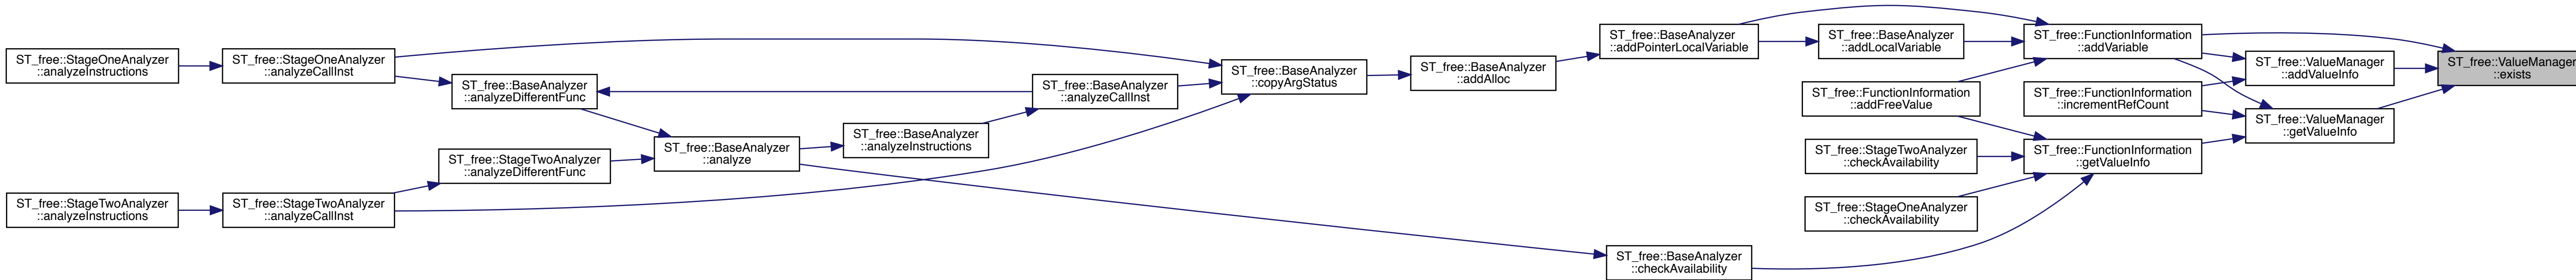 ST_free::StageOneAnalyzer
::analyzeInstructions
ST_free::StageOneAnalyzer
::analyzeCallInst
ST_free::StageTwoAnalyzer
::analyzeInstructions
ST_free::StageTwoAnalyzer
::analyzeCallInst
ST_free::BaseAnalyzer
::analyzeDifferentFunc
ST_free::StageTwoAnalyzer
::analyzeDifferentFunc
ST_free::BaseAnalyzer
::analyze
ST_free::BaseAnalyzer
::analyzeInstructions
ST_free::BaseAnalyzer
::analyzeCallInst
ST_free::BaseAnalyzer
::copyArgStatus
ST_free::BaseAnalyzer
::addAlloc
ST_free::BaseAnalyzer
::addPointerLocalVariable
ST_free::BaseAnalyzer
::addLocalVariable
ST_free::FunctionInformation
::addFreeValue
ST_free::StageTwoAnalyzer
::checkAvailability
ST_free::StageOneAnalyzer
::checkAvailability
ST_free::BaseAnalyzer
::checkAvailability
ST_free::FunctionInformation
::addVariable
ST_free::FunctionInformation
::incrementRefCount
ST_free::FunctionInformation
::getValueInfo
ST_free::ValueManager
::addValueInfo
ST_free::ValueManager
::getValueInfo
ST_free::ValueManager
::exists